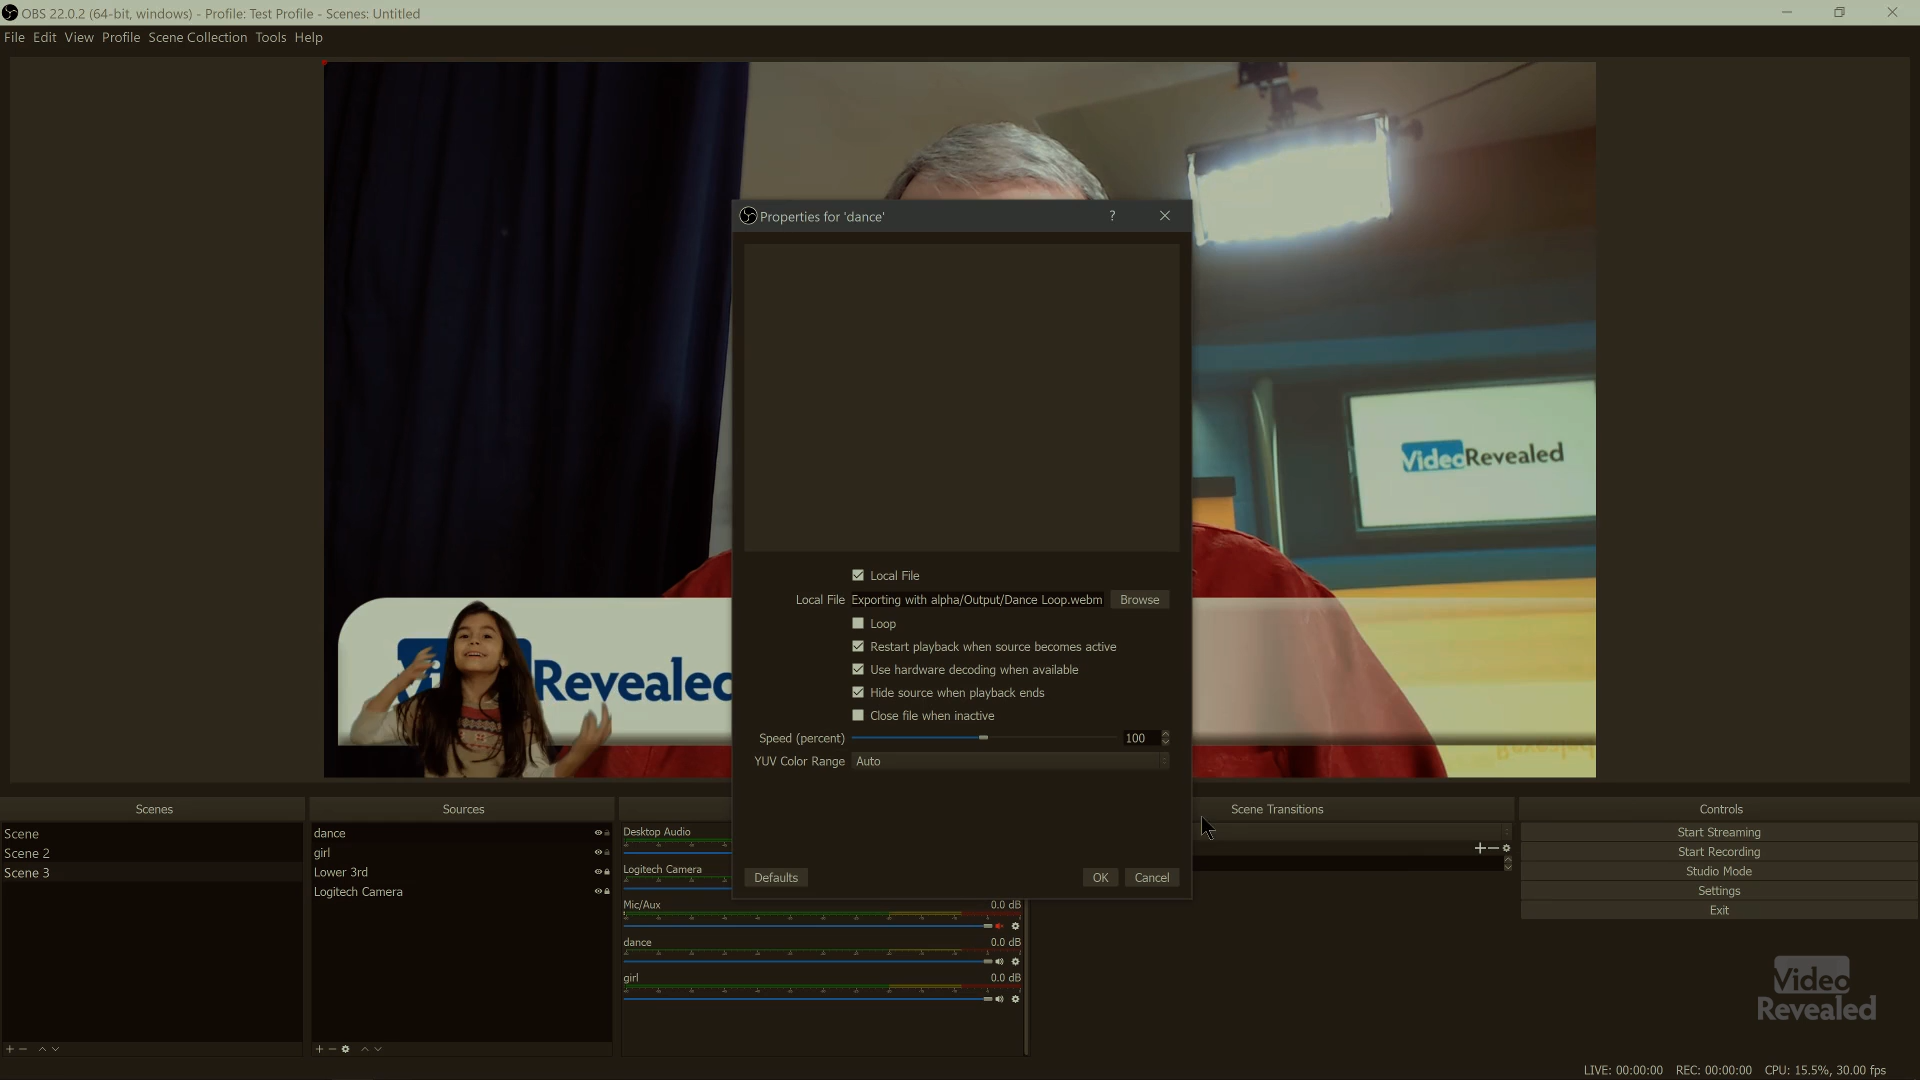 OBS 22.0.2 (64-bit, windows) - Profile: Test Profile - Scenes: Untitled
File Edit View Profile Scene Collection Tools Help
Properties for 'dance'
?
VideoRevealed
Local File
Local File Exporting with alpha/Output/Dance Loop.webm Browse
Loop
Restart playback when source becomes active
Use hardware decoding when available
Hide source when playback ends
Close file when inactive
Speed (percent) 100
YUV Color Range Auto
Revealed
Defaults OK Cancel
Scenes
Scene
Scene 2
Scene 3
Sources
dance
girl
Lower 3rd
Logitech Camera
Desktop Audio
Logitech Camera
Mic/Aux 0.0 dB
dance 0.0 dB
girl 0.0 dB
Scene Transitions
Controls
Start Streaming
Start Recording
Studio Mode
Settings
Exit
Video
Revealed
LIVE: 00:00:00 REC: 00:00:00 CPU: 15.5%, 30.00 fps